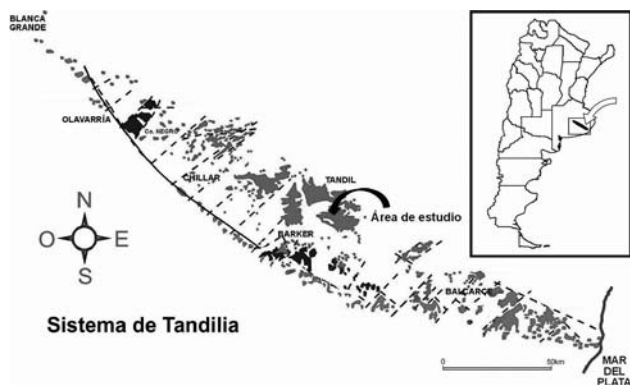 BLANCA
GRANDE
OLAVARRÍA
Co. NEGRO
CHILLAR
TANDIL
Área de estudio
BARKER
N
O
E
S
BALCARCE
Sistema de Tandilia
0
50km
MAR
DEL
PLATA